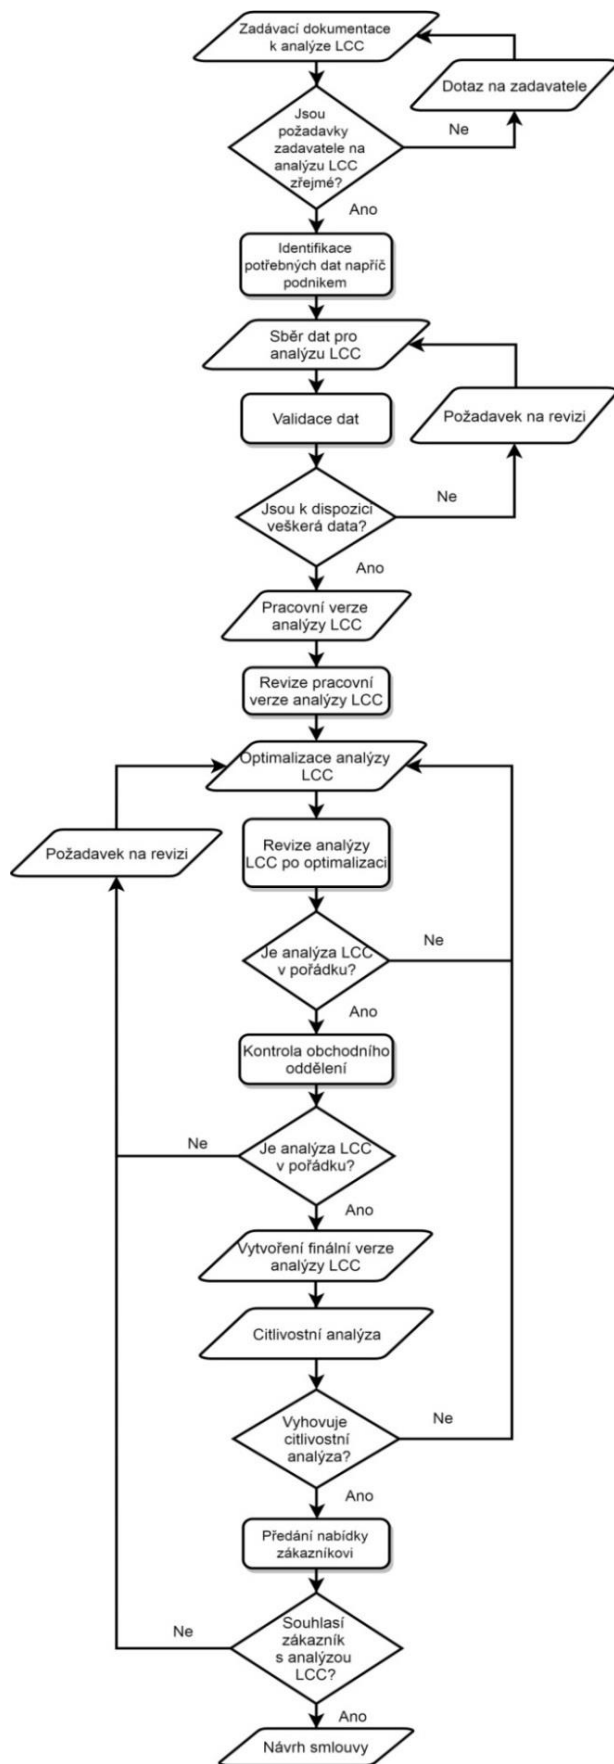 Zadávací dokumentace
k analýze LCC
Dotaz na zadavatele
Jsou
požadavky
zadavatele na
analýzu LCC
zřejmé?
Ne
Ano
Identifikace
potřebných dat napříč
podnikem
Sběr dat pro
analýzu LCC
Validace dat
Požadavek na revizi
Jsou k dispozici
veškerá data?
Ne
Ano
Pracovní verze
analýzy LCC
Revize pracovní
verze analýzy LCC
Optimalizace analýzy
LCC
Požadavek na revizi
Revize analýzy
LCC po optimalizaci
Je analýza LCC
v pořádku?
Ne
Ano
Kontrola obchodního
oddělení
Ne
Je analýza LCC
v pořádku?
Ano
Vytvoření finální verze
analýzy LCC
Citlivostní analýza
Vyhovuje
citlivostní
analýza?
Ne
Ano
Předání nabídky
zákazníkovi
Ne
Souhlasí
zákazník
s analýzou
LCC?
Ano
Návrh smlouvy